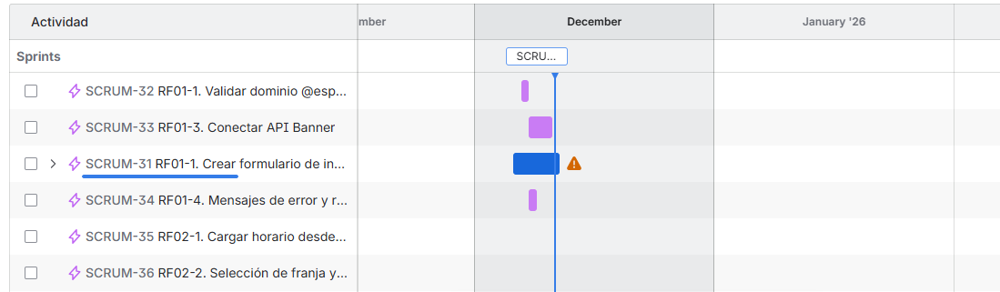 Actividad
mber
December
January '26
Sprints
SCRU...
SCRUM-32 RF01-1. Validar dominio @esp...
SCRUM-33 RF01-3. Conectar API Banner
SCRUM-31 RF01-1. Crear formulario de in...
SCRUM-34 RF01-4. Mensajes de error y r...
SCRUM-35 RF02-1. Cargar horario desde...
SCRUM-36 RF02-2. Selección de franja y...